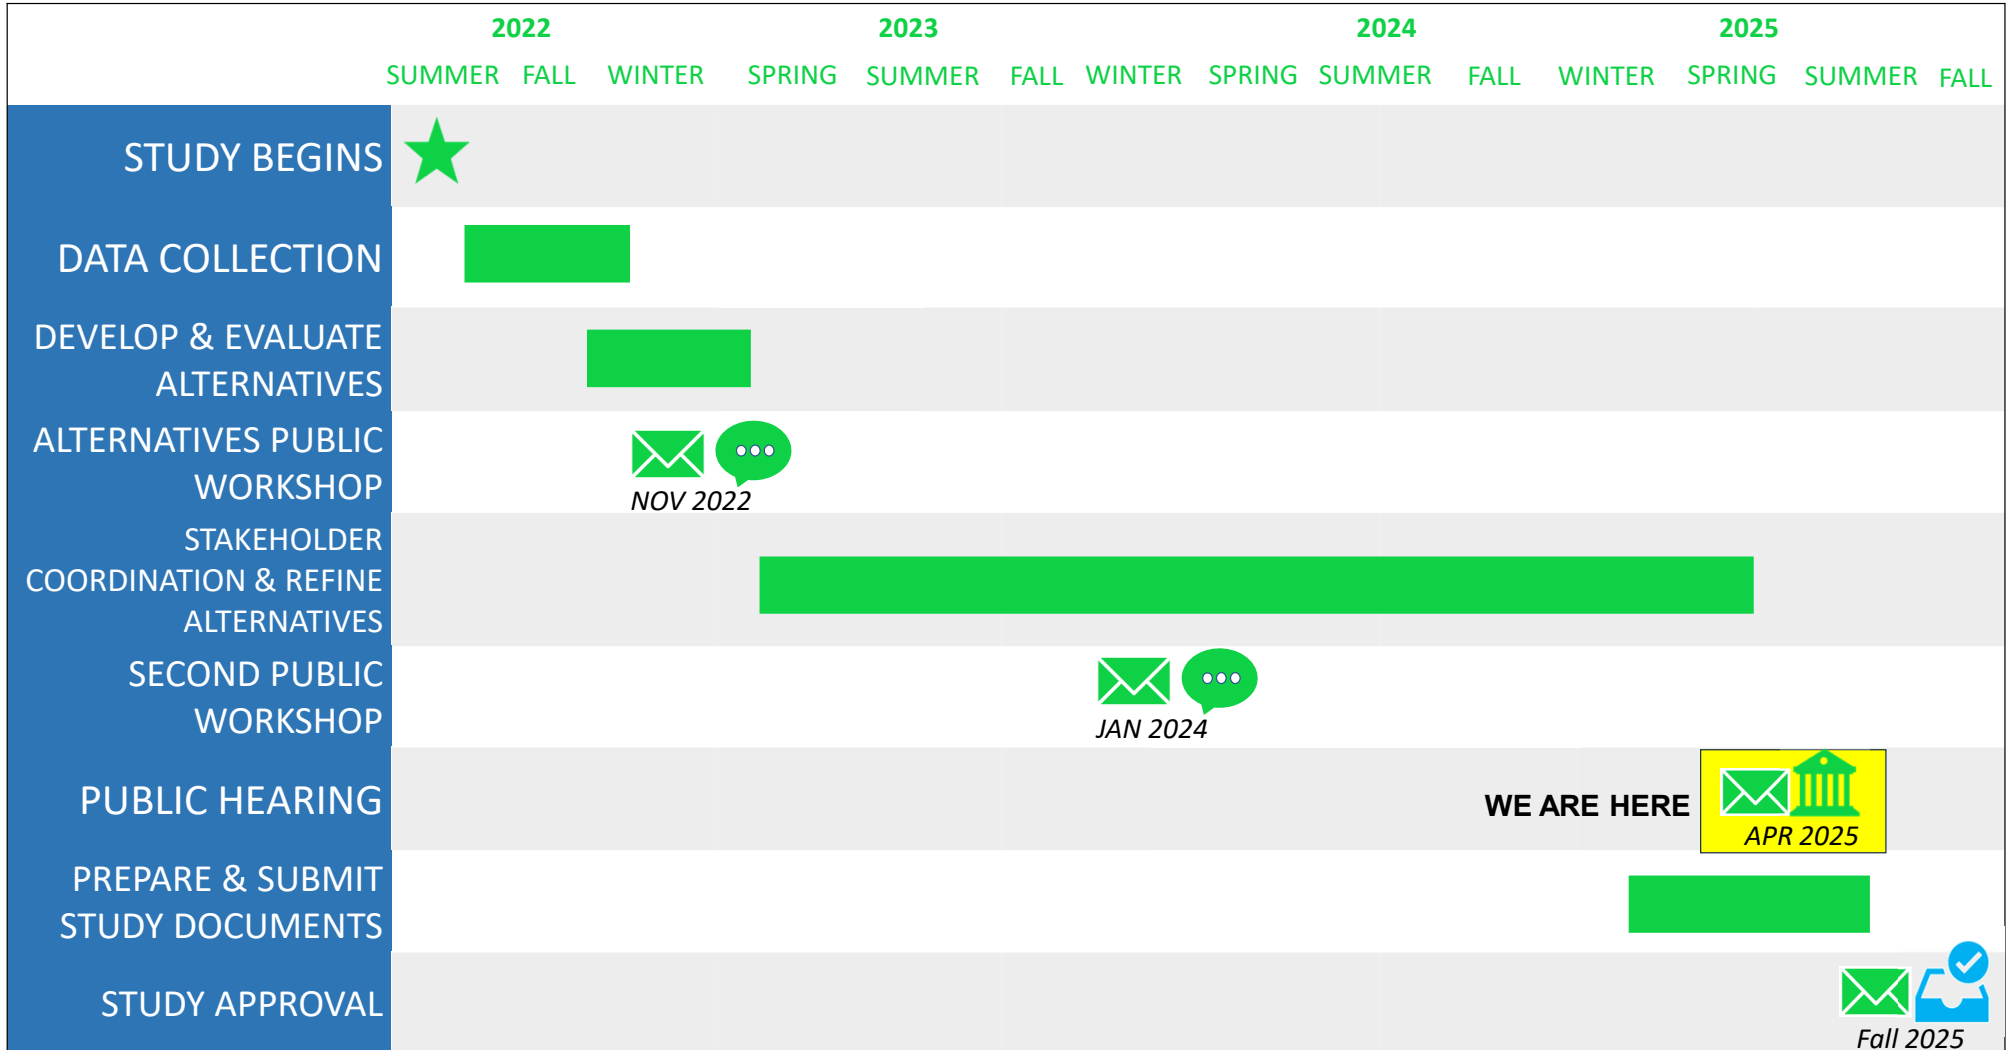 2022 2023 2024 2025
SUMMER FALL WINTER SPRING SUMMER FALL WINTER SPRING SUMMER FALL WINTER SPRING SUMMER FALL
STUDY BEGINS
DATA COLLECTION
DEVELOP & EVALUATE
ALTERNATIVES
ALTERNATIVES PUBLIC
WORKSHOP
NOV 2022
STAKEHOLDER
COORDINATION & REFINE
ALTERNATIVES
SECOND PUBLIC
WORKSHOP
JAN 2024
PUBLIC HEARING
WE ARE HERE
APR 2025
PREPARE & SUBMIT
STUDY DOCUMENTS
STUDY APPROVAL
Fall 2025